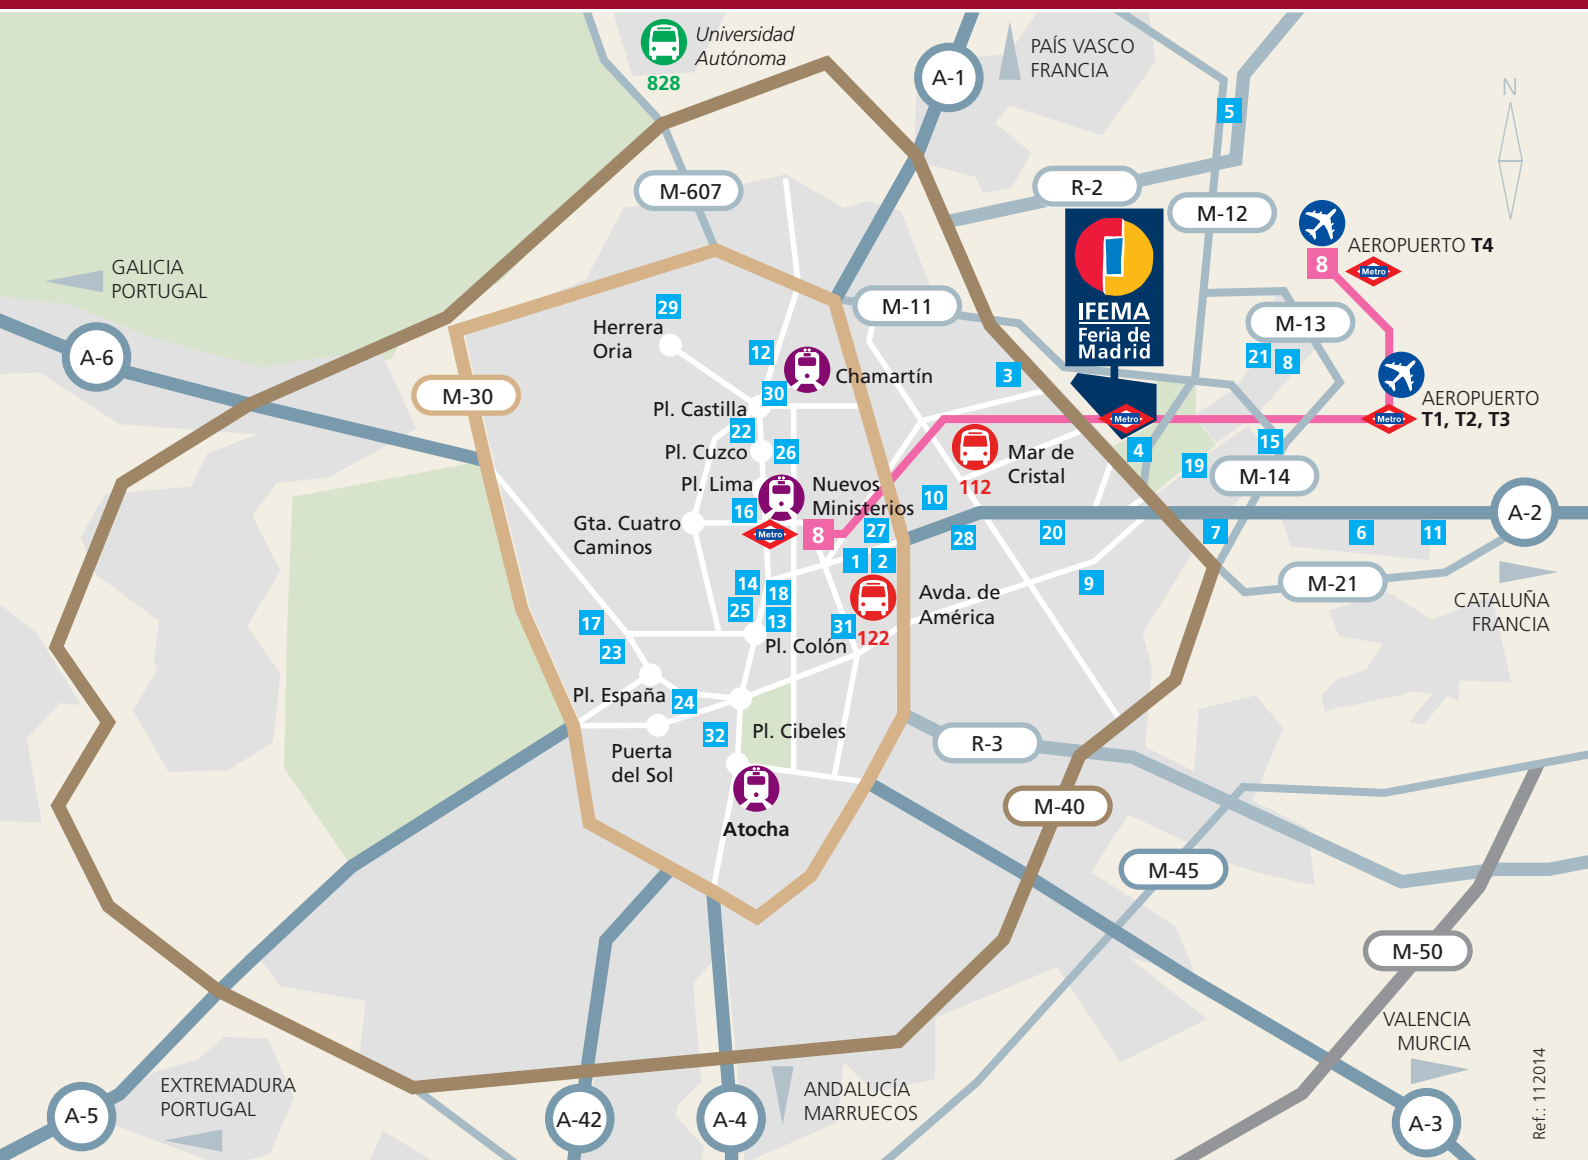 Universidad
Autónoma
828
A-1
PAÍS VASCO
FRANCIA
N
5
M-607
R-2
M-12
AEROPUERTO T4
8
Metro
GALICIA
PORTUGAL
IFEMA
Feria de
Madrid
29
Herrera
Oria
M-11
M-13
A-6
12
Chamartín
21
8
3
30
M-30
Pl. Castilla
AEROPUERTO
T1, T2, T3
Metro
Metro
22
Pl. Cuzco
26
Mar de
Cristal
112
4
15
19
M-14
Pl. Lima
Nuevos
Ministerios
16
10
Gta. Cuatro
Caminos
Metro
8
27
28
20
7
6
11
A-2
1
2
14
18
9
M-21
Avda. de
América
CATALUÑA
FRANCIA
25
13
17
31
122
23
Pl. Colón
Pl. España
24
32
Pl. Cibeles
R-3
Puerta
del Sol
M-40
Atocha
M-45
M-50
VALENCIA
MURCIA
EXTREMADURA
PORTUGAL
ANDALUCÍA
MARRUECOS
A-5
A-42
A-4
A-3
Ref.: 112014